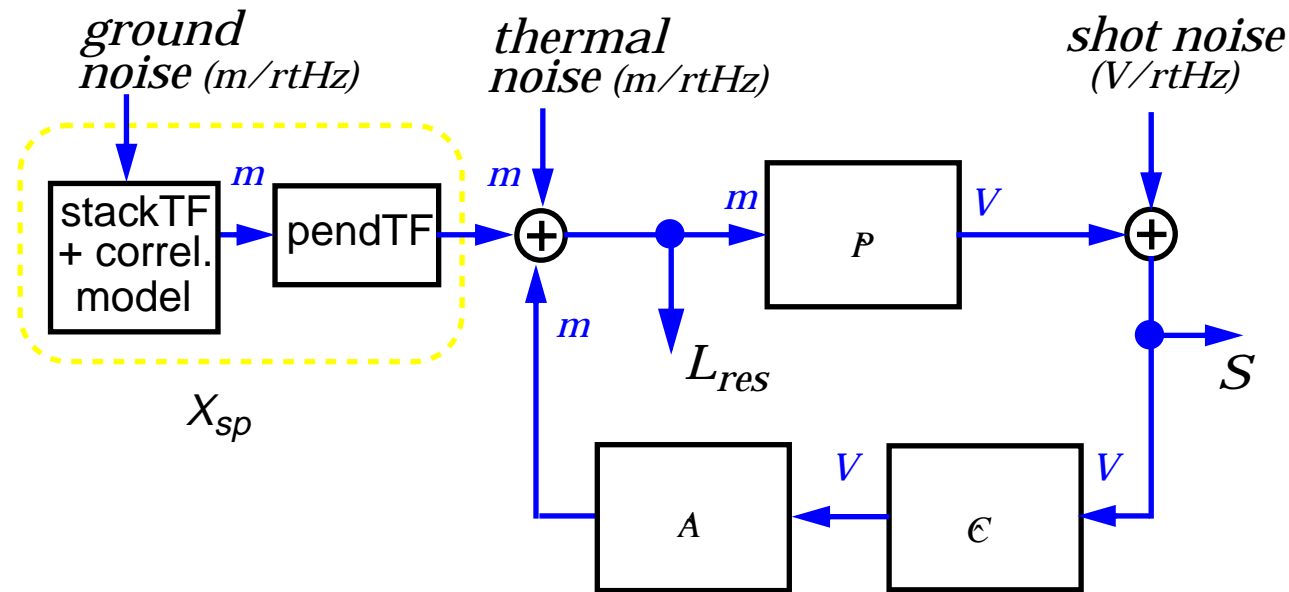 ground
noise (m/rtHz)
thermal
noise (m/rtHz)
shot noise
(V/rtHz)
stackTF
+ correl.
model
m
pendTF
m
+
m
P
V
+
m
L_res
S
X_sp
A
V
C
V